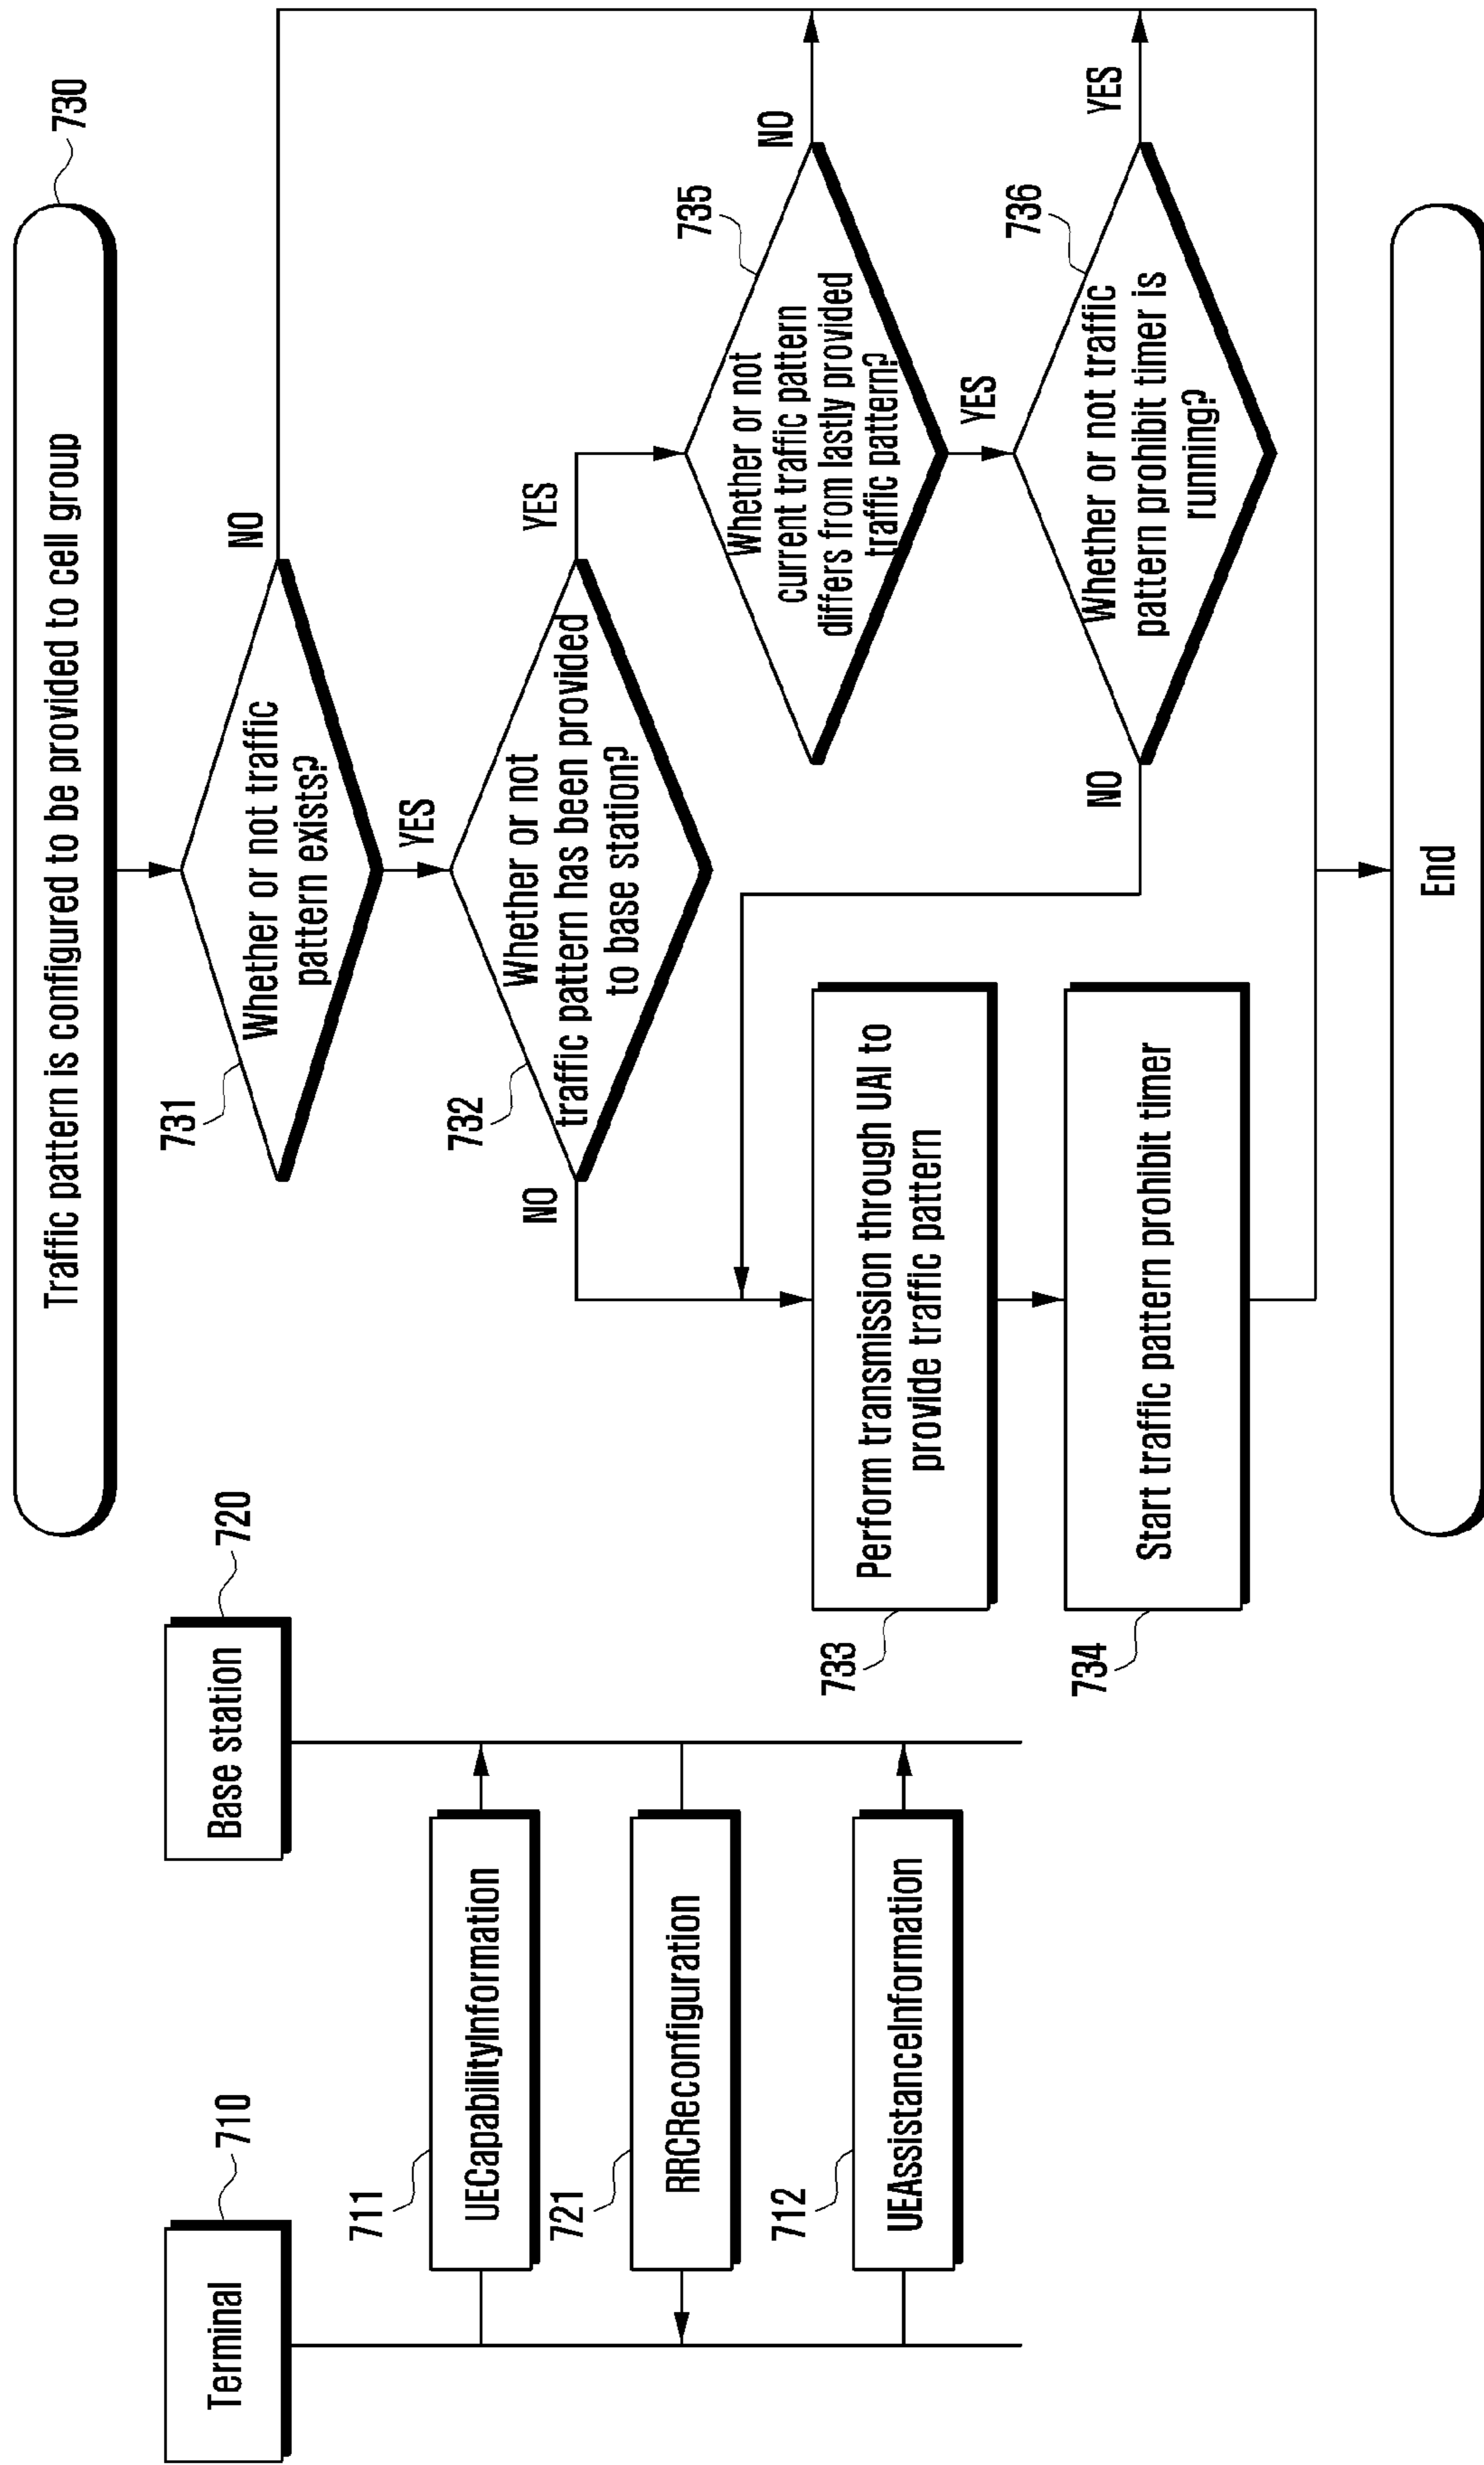 Terminal
710
Base station
720
711
UECapabilityInformation
721
RRCReconfiguration
712
UEAssistanceInformation
Traffic pattern is configured to be provided to cell group
730
731
Whether or not traffic
pattern exists?
NO
YES
732
Whether or not
traffic pattern has been provided
to base station?
NO
YES
735
Whether or not
current traffic pattern
differs from lastly provided
traffic pattern?
NO
YES
733
Perform transmission through UAI to
provide traffic pattern
736
Whether or not traffic
pattern prohibit timer is
running?
NO
YES
734
Start traffic pattern prohibit timer
End